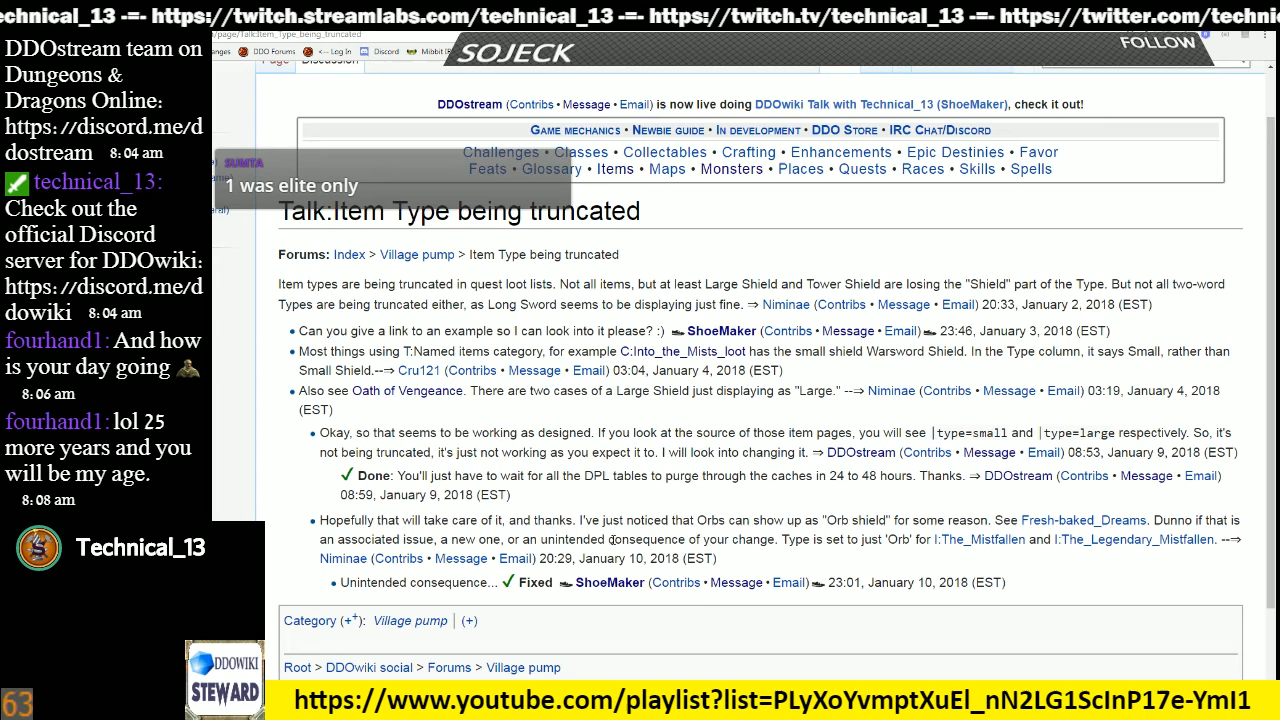 echnical_13 -=- https://twitch.streamlabs.com/technical_13 -=- https://twitch.tv/technical_13 -=- https://twitter.com/technic
/page/Talk:Item_Type_being_truncated
anges DDO Forums <-- Log In Discord Mibbit
SOJECK
FOLLOW
Page Discussion
DDOstream team on
Dungeons &
Dragons Online:
https://discord.me/d
dostream 8:04 am
technical_13:
Check out the
official Discord
server for DDOwiki:
https://discord.me/d
dowiki 8:04 am
fourhand1: And how
is your day going
8:06 am
fourhand1: lol 25
more years and you
will be my age.
8:08 am
Technical_13
63
DDOWIKI
STEWARD
DDOstream (Contribs • Message • Email) is now live doing DDOwiki Talk with Technical_13 (ShoeMaker), check it out!
Game mechanics • Newbie guide • In development • DDO Store • IRC Chat/Discord
Challenges • Classes • Collectables • Crafting • Enhancements • Epic Destinies • Favor
Feats • Glossary • Items • Maps • Monsters • Places • Quests • Races • Skills • Spells
SUMTA
1 was elite only
Talk:Item Type being truncated
Forums: Index > Village pump > Item Type being truncated
Item types are being truncated in quest loot lists. Not all items, but at least Large Shield and Tower Shield are losing the "Shield" part of the Type. But not all two-word
Types are being truncated either, as Long Sword seems to be displaying just fine. ⇒ Niminae (Contribs • Message • Email) 20:33, January 2, 2018 (EST)
• Can you give a link to an example so I can look into it please? :) ShoeMaker (Contribs • Message • Email) 23:46, January 3, 2018 (EST)
• Most things using T:Named items category, for example C:Into_the_Mists_loot has the small shield Warsword Shield. In the Type column, it says Small, rather than
Small Shield.--⇒ Cru121 (Contribs • Message • Email) 03:04, January 4, 2018 (EST)
• Also see Oath of Vengeance. There are two cases of a Large Shield just displaying as "Large." --⇒ Niminae (Contribs • Message • Email) 03:19, January 4, 2018
(EST)
• Okay, so that seems to be working as designed. If you look at the source of those item pages, you will see |type=small and |type=large respectively. So, it's
not being truncated, it's just not working as you expect it to. I will look into changing it. ⇒ DDOstream (Contribs • Message • Email) 08:53, January 9, 2018 (EST)
✓ Done: You'll just have to wait for all the DPL tables to purge through the caches in 24 to 48 hours. Thanks. ⇒ DDOstream (Contribs • Message • Email)
08:59, January 9, 2018 (EST)
• Hopefully that will take care of it, and thanks. I've just noticed that Orbs can show up as "Orb shield" for some reason. See Fresh-baked_Dreams. Dunno if that is
an associated issue, a new one, or an unintended consequence of your change. Type is set to just 'Orb' for I:The_Mistfallen and I:The_Legendary_Mistfallen. --⇒
Niminae (Contribs • Message • Email) 20:29, January 10, 2018 (EST)
• Unintended consequence... ✓ Fixed ShoeMaker (Contribs • Message • Email) 23:01, January 10, 2018 (EST)
Category (+⁺): Village pump | (+)
Root > DDOwiki social > Forums > Village pump
https://www.youtube.com/playlist?list=PLyXoYvmptXuEl_nN2LG1ScInP17e-YmI1